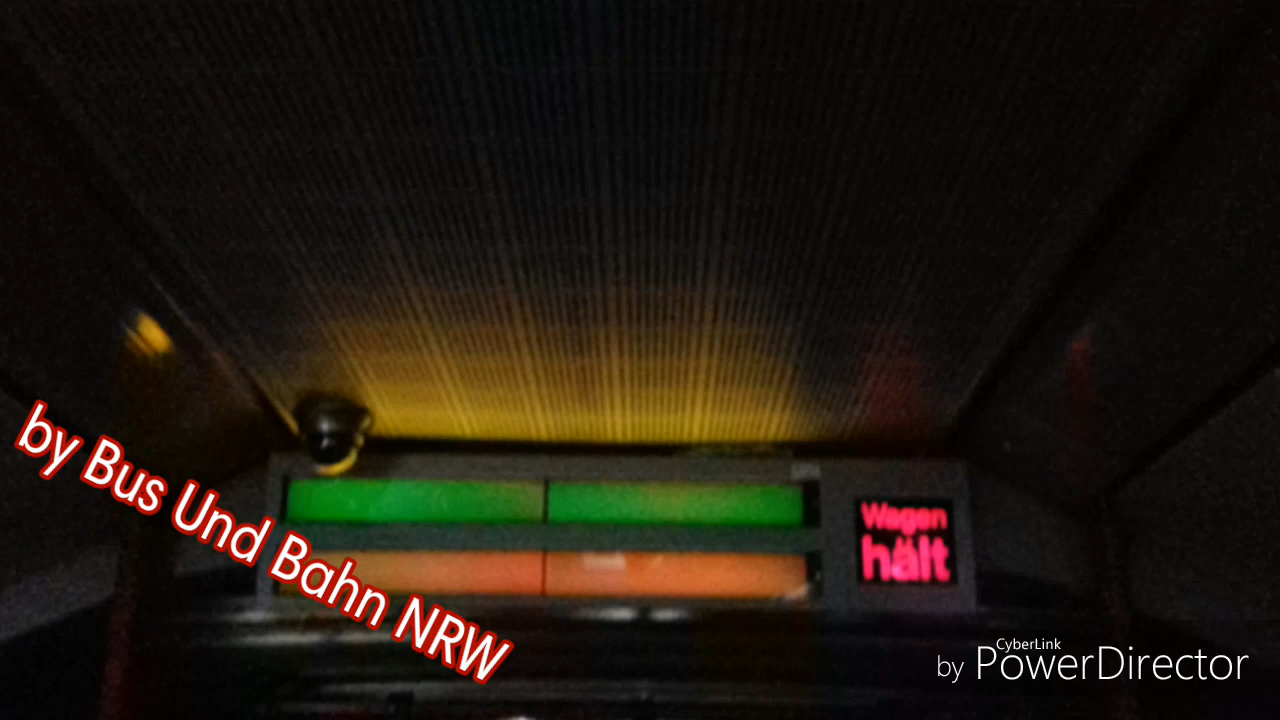 by Bus Und Bahn NRW
Wagen
hält
CyberLink
by PowerDirector